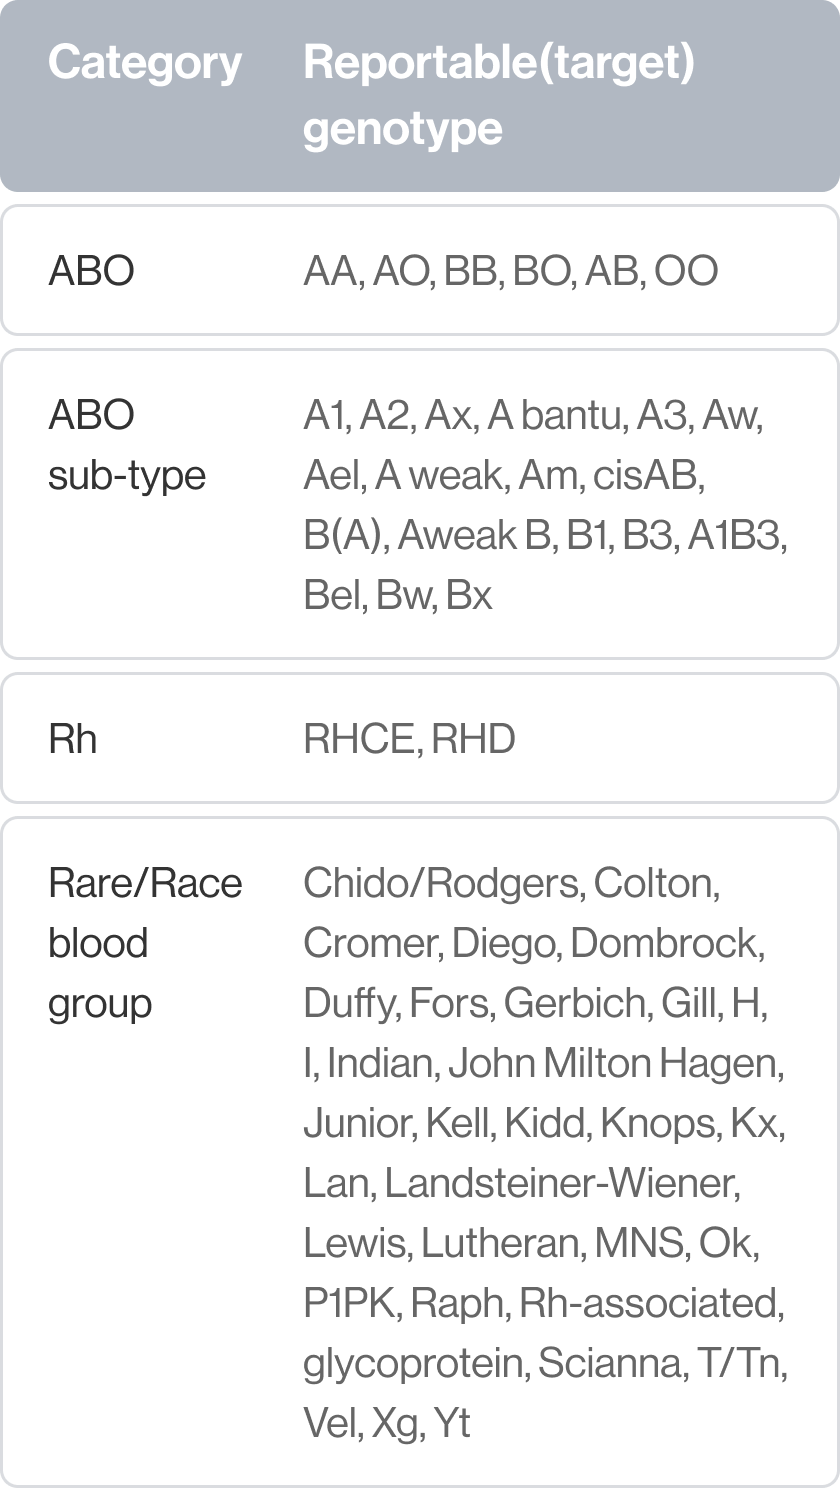 Category Reportable(target)
genotype
ABO AA, AO, BB, BO, AB, OO
ABO A1, A2, Ax, A bantu, A3, Aw,
sub-type Ael, A weak, Am, cisAB,
B(A), Aweak B, B1, B3, A1B3,
Bel, Bw, Bx
Rh RHCE, RHD
Rare/Race Chido/Rodgers, Colton,
blood Cromer, Diego, Dombrock,
group Duffy, Fors, Gerbich, Gill, H,
I, Indian, John Milton Hagen,
Junior, Kell, Kidd, Knops, Kx,
Lan, Landsteiner-Wiener,
Lewis, Lutheran, MNS, Ok,
P1PK, Raph, Rh-associated,
glycoprotein, Scianna, T/Tn,
Vel, Xg, Yt